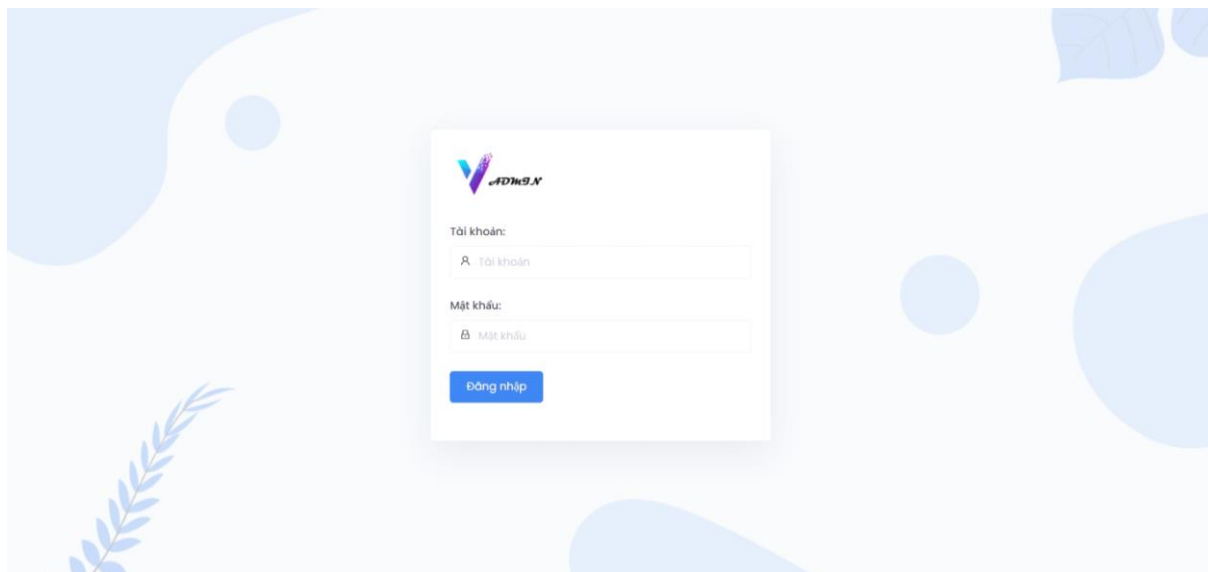 ADMIN
Tài khoản:
Tài khoản
Mật khẩu:
Mật khẩu
Đăng nhập